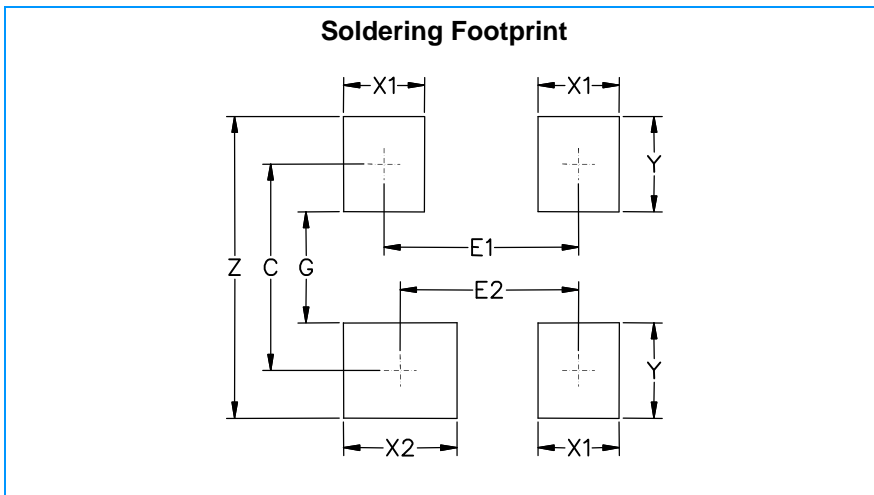 Soldering Footprint
X1 X1
Y
E1
Z C G
E2
Y
X2 X1